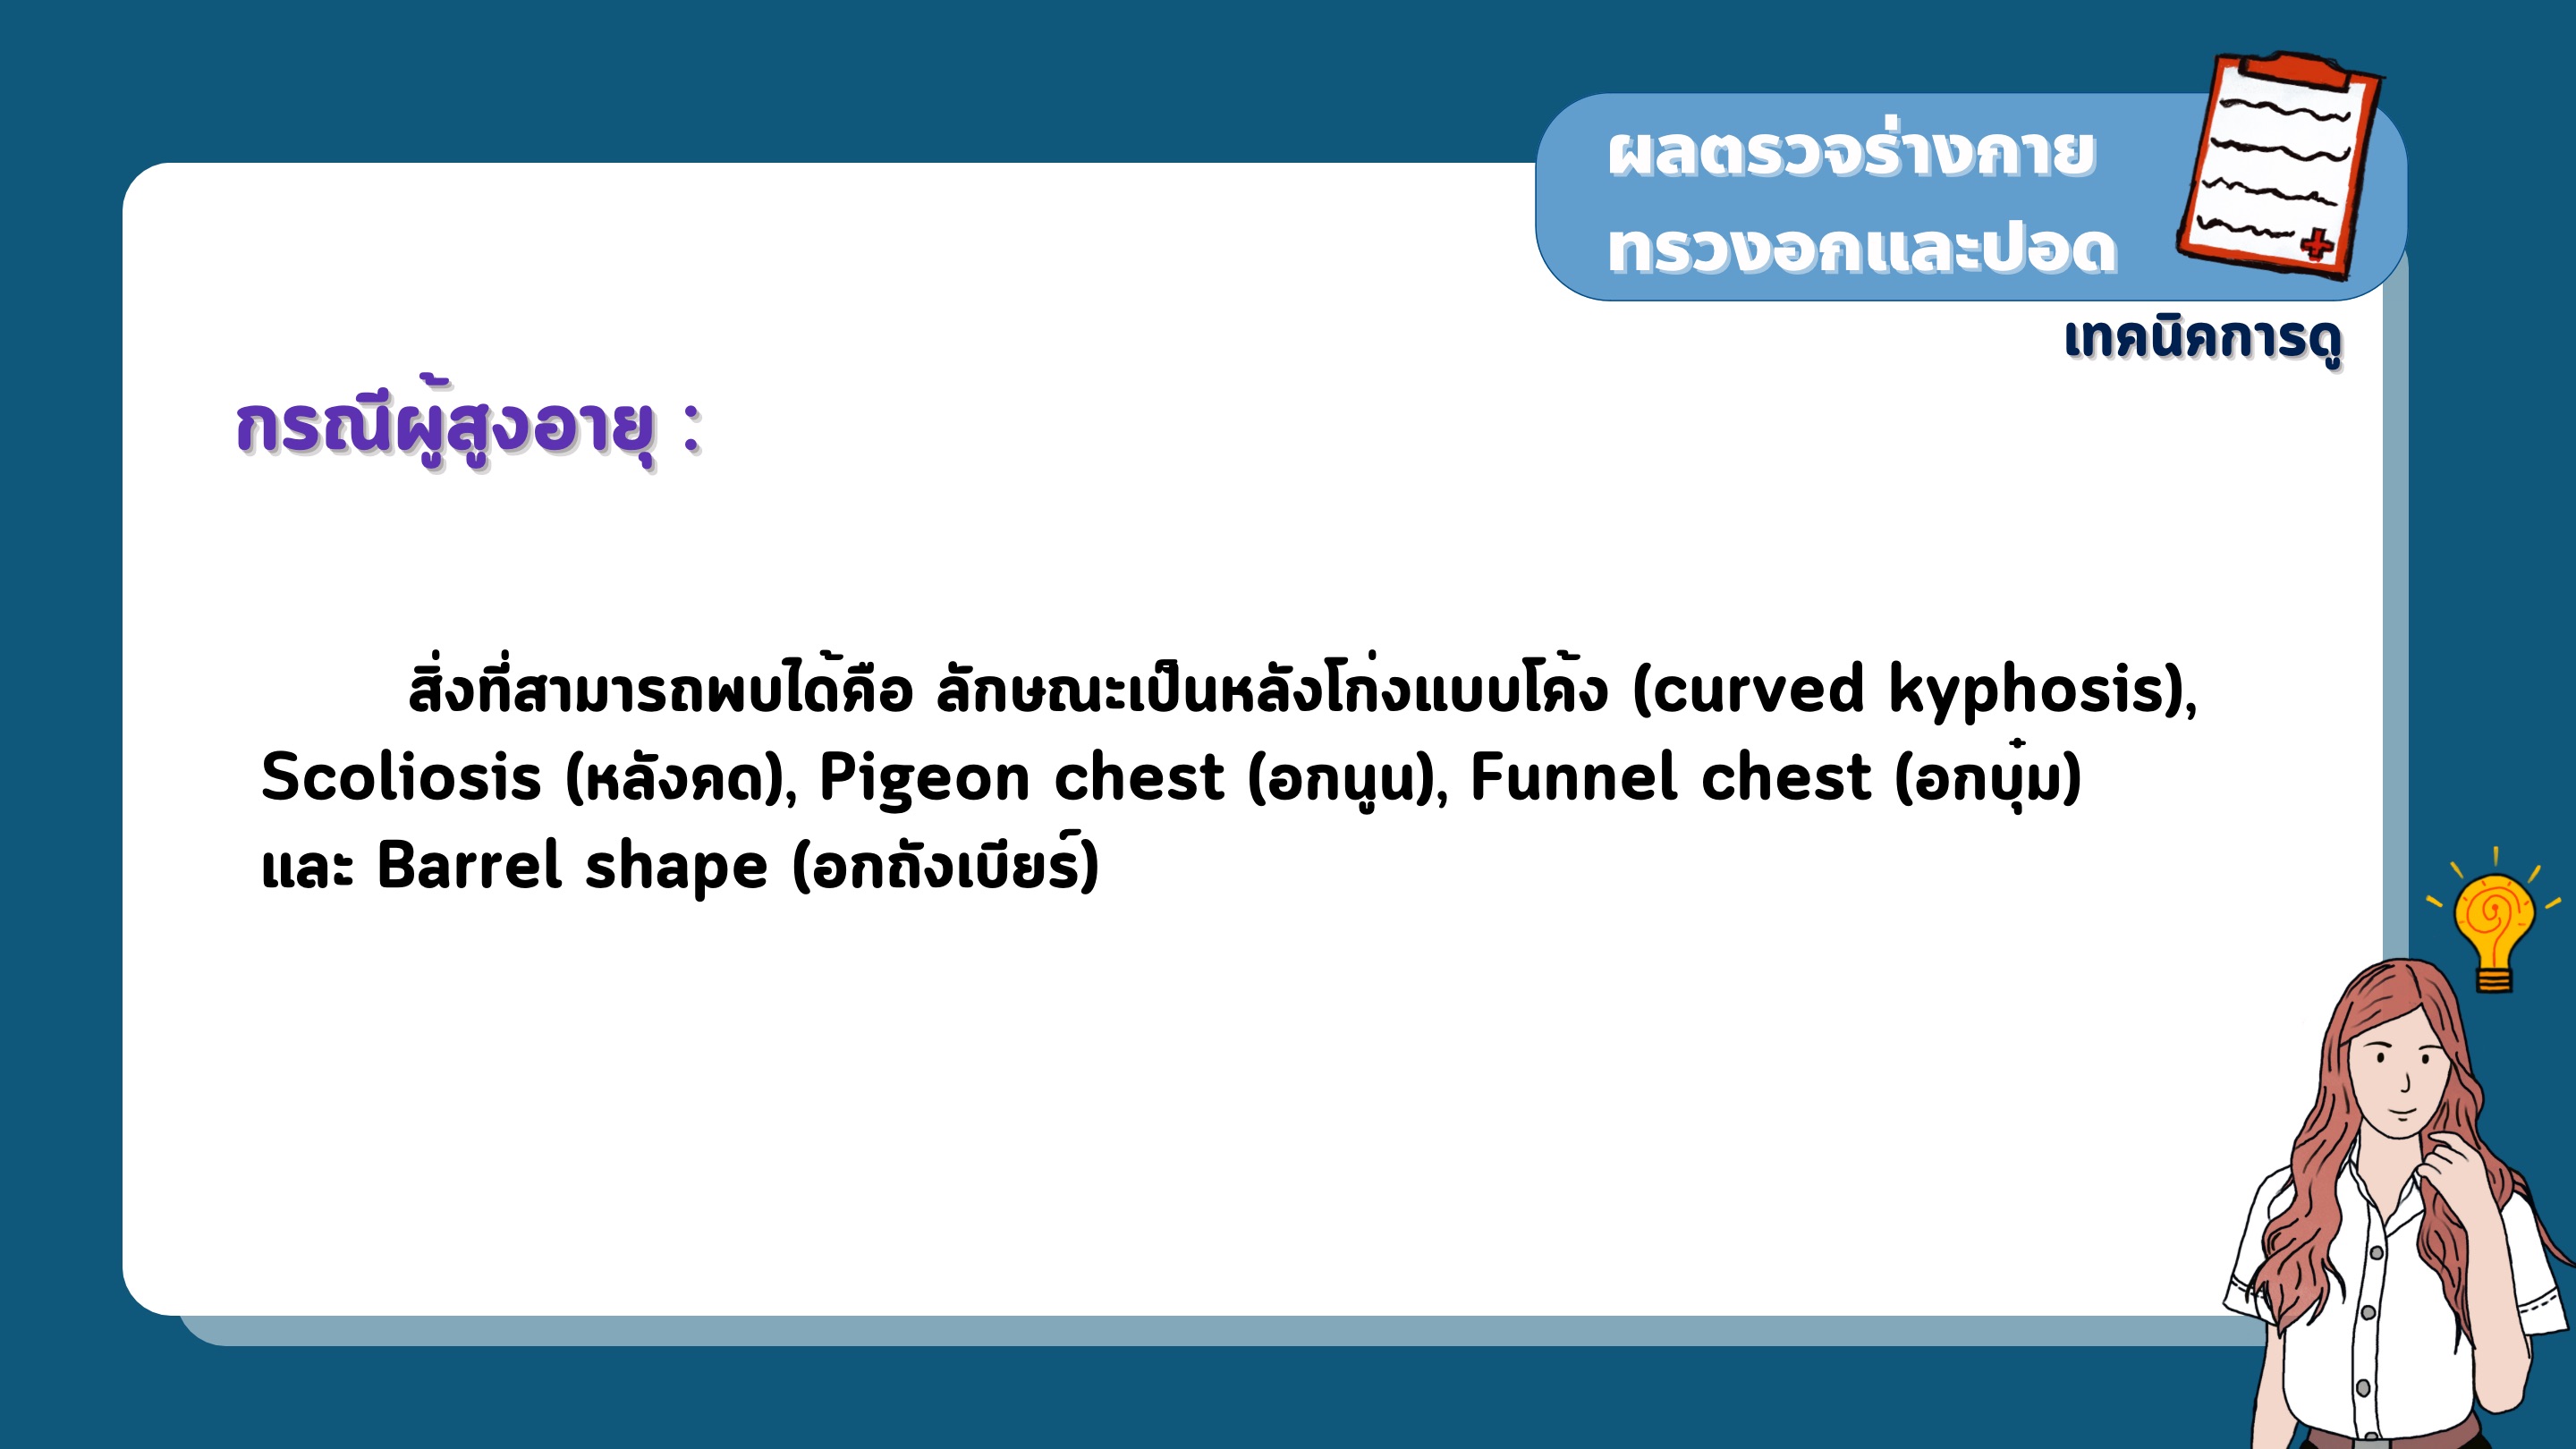 ผลตรวจร่างกาย
ทรวงอกและปอด
เทคนิคการดู
กรณีผู้สูงอายุ :
สิ่งที่สามารถพบได้คือ ลักษณะเป็นหลังโก่งแบบโค้ง (curved kyphosis),
Scoliosis (หลังคด), Pigeon chest (อกนูน), Funnel chest (อกบุ๋ม)
และ Barrel shape (อกถังเบียร์)